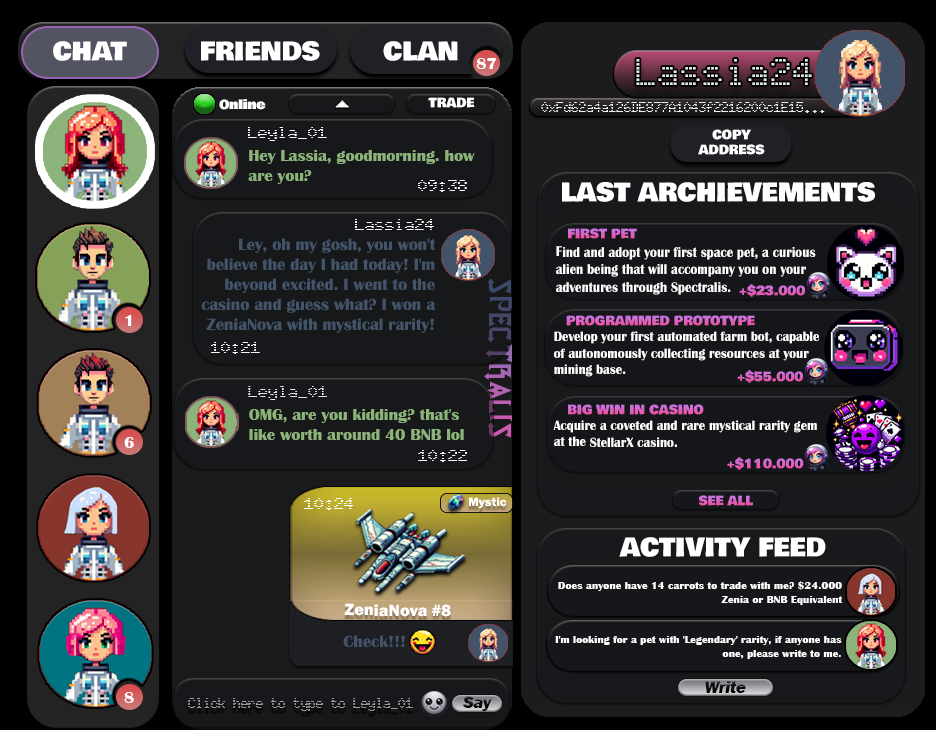 CHAT
FRIENDS
CLAN
87
1
6
8
Online
TRADE
Leyla_01
Hey Lassia, goodmorning. how
are you?
09:38
Lassia24
Ley, oh my gosh, you won't
believe the day I had today! I'm
beyond excited. I went to the
casino and guess what? I won a
ZeniaNova with mystical rarity!
10:21
SPECTRALIS
Leyla_01
OMG, are you kidding? that's
like worth around 40 BNB lol
10:22
10:24
Mystic
ZeniaNova #8
Check!!!
Click here to type to Leyla_01
Say
Lassia24
0xFd62a4a126DE877A1043f2216200c1E15...
COPY
ADDRESS
LAST ARCHIEVEMENTS
FIRST PET
Find and adopt your first space pet, a curious
alien being that will accompany you on your
adventures through Spectralis.
+$23.000
PROGRAMMED PROTOTYPE
Develop your first automated farm bot, capable
of autonomously collecting resources at your
mining base.
+$55.000
BIG WIN IN CASINO
Acquire a coveted and rare mystical rarity gem
at the StellarX casino.
+$110.000
SEE ALL
ACTIVITY FEED
Does anyone have 14 carrots to trade with me? $24.000
Zenia or BNB Equivalent
I'm looking for a pet with 'Legendary' rarity, if anyone has
one, please write to me.
Write